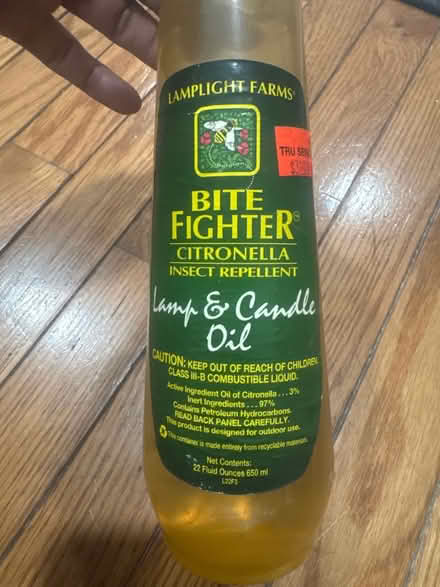 LAMPLIGHT FARMS®
BITE
FIGHTER™
CITRONELLA
INSECT REPELLENT
Lamp & Candle
Oil
CAUTION: KEEP OUT OF REACH OF CHILDREN.
CLASS III-B COMBUSTIBLE LIQUID.
Active Ingredient Oil of Citronella . . . 3%
Inert Ingredients . . . 97%
Contains Petroleum Hydrocarbons.
READ BACK PANEL CAREFULLY.
This product is designed for outdoor use.
This container is made entirely from recyclable materials.
Net Contents:
22 Fluid Ounces 650 ml
TRU